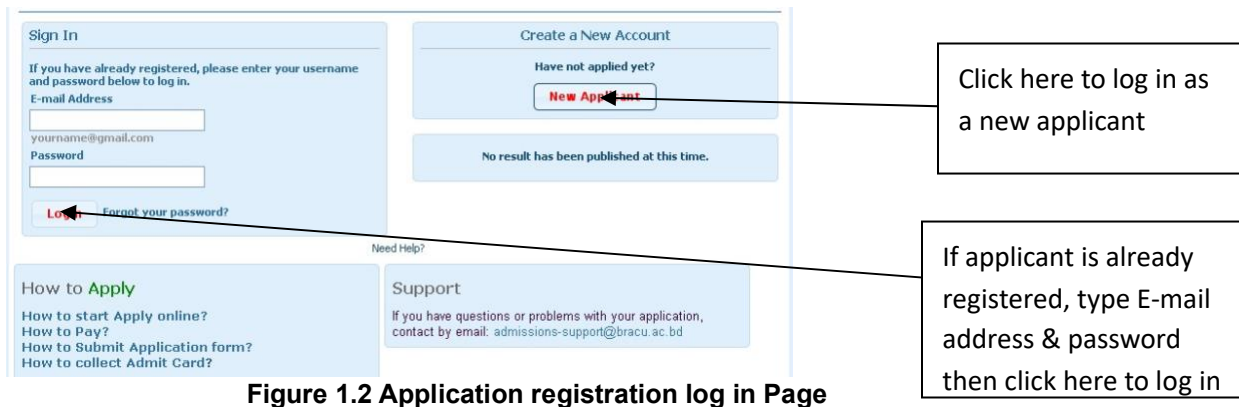 Sign In
If you have already registered, please enter your username
and password below to log in.
E-mail Address
yourname@gmail.com
Password
Login Forgot your password?
Create a New Account
Have not applied yet?
New Applicant
No result has been published at this time.
Click here to log in as
a new applicant
Need Help?
How to Apply
How to start Apply online?
How to Pay?
How to Submit Application form?
How to collect Admit Card?
Support
If you have questions or problems with your application,
contact by email: admissions-support@bracu.ac.bd
If applicant is already
registered, type E-mail
address & password
then click here to log in
Figure 1.2 Application registration log in Page